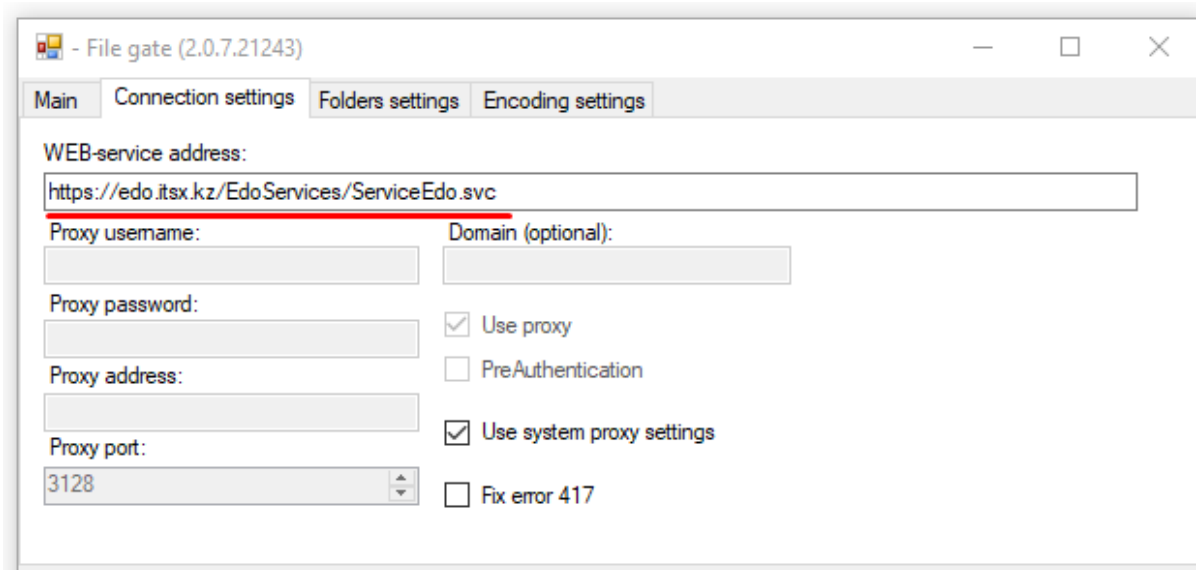 - File gate (2.0.7.21243)
Main Connection settings Folders settings Encoding settings
WEB-service address:
https://edo.itsx.kz/EdoServices/ServiceEdo.svc
Proxy username: Domain (optional):
Proxy password:
Use proxy
PreAuthentication
Proxy address:
Use system proxy settings
Proxy port:
3128
Fix error 417